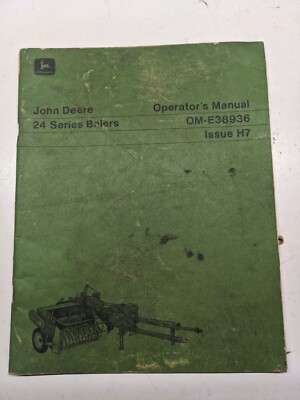 John Deere
24 Series Balers
Operator's Manual
OM-E38936
Issue H7